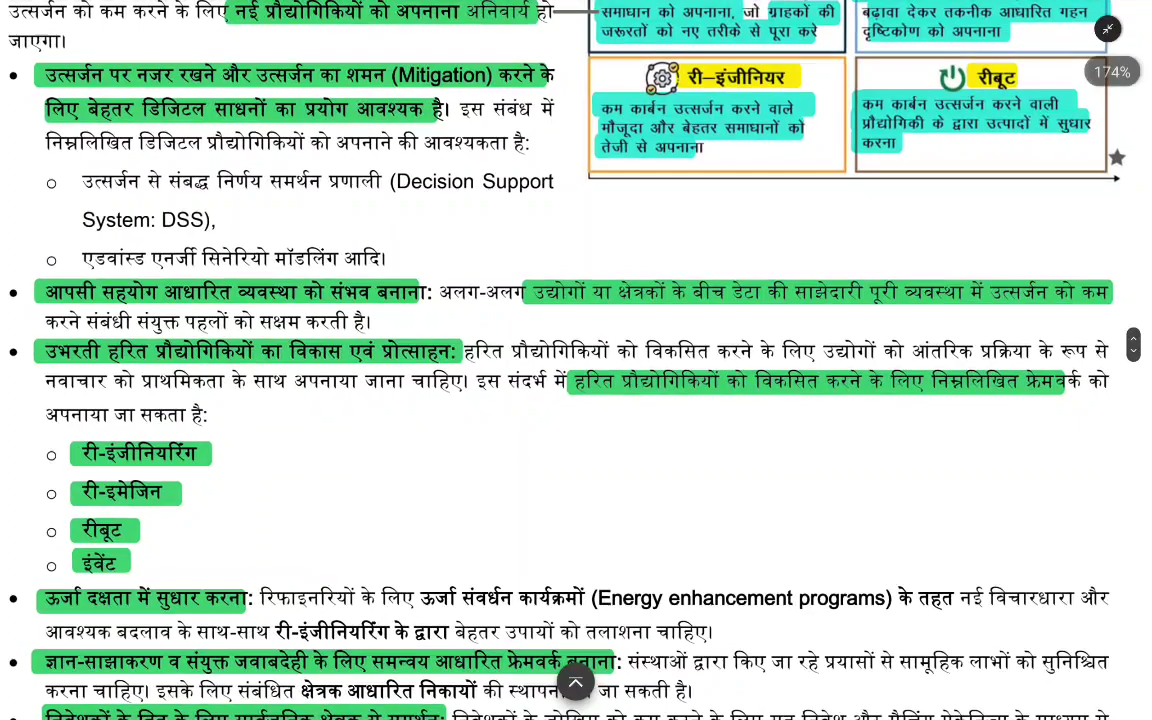 उत्सर्जन को कम करने के लिए नई प्रौद्योगिकियों को अपनाना अनिवार्य हो
जाएगा।
समाधान को अपनाना, जो ग्राहकों की
जरूरतों को नए तरीके से पूरा करे
बढ़ावा देकर तकनीक आधारित गहन
दृष्टिकोण को अपनाना
174%
री–इंजीनियर
कम कार्बन उत्सर्जन करने वाले
मौजूदा और बेहतर समाधानों को
तेजी से अपनाना
रीबूट
कम कार्बन उत्सर्जन करने वाली
प्रौद्योगिकी के द्वारा उत्पादों में सुधार
करना
• उत्सर्जन पर नजर रखने और उत्सर्जन का शमन (Mitigation) करने के
लिए बेहतर डिजिटल साधनों का प्रयोग आवश्यक है। इस संबंध में
निम्नलिखित डिजिटल प्रौद्योगिकियों को अपनाने की आवश्यकता है:
o उत्सर्जन से संबद्ध निर्णय समर्थन प्रणाली (Decision Support
System: DSS),
o एडवांस्ड एनर्जी सिनेरियो मॉडलिंग आदि।
• आपसी सहयोग आधारित व्यवस्था को संभव बनाना: अलग-अलग उद्योगों या क्षेत्रकों के बीच डेटा की साझेदारी पूरी व्यवस्था में उत्सर्जन को कम
करने संबंधी संयुक्त पहलों को सक्षम करती है।
• उभरती हरित प्रौद्योगिकियों का विकास एवं प्रोत्साहन: हरित प्रौद्योगिकियों को विकसित करने के लिए उद्योगों को आंतरिक प्रक्रिया के रूप से
नवाचार को प्राथमिकता के साथ अपनाया जाना चाहिए। इस संदर्भ में हरित प्रौद्योगिकियों को विकसित करने के लिए निम्नलिखित फ्रेमवर्क को
अपनाया जा सकता है:
o री-इंजीनियरिंग
o री-इमेजिन
o रीबूट
o इंवेंट
• ऊर्जा दक्षता में सुधार करना: रिफाइनरियों के लिए ऊर्जा संवर्धन कार्यक्रमों (Energy enhancement programs) के तहत नई विचारधारा और
आवश्यक बदलाव के साथ-साथ री-इंजीनियरिंग के द्वारा बेहतर उपायों को तलाशना चाहिए।
• ज्ञान-साझाकरण व संयुक्त जवाबदेही के लिए समन्वय आधारित फ्रेमवर्क बनाना: संस्थाओं द्वारा किए जा रहे प्रयासों से सामूहिक लाभों को सुनिश्चित
करना चाहिए। इसके लिए संबंधित क्षेत्रक आधारित निकायों की जा सकती है।